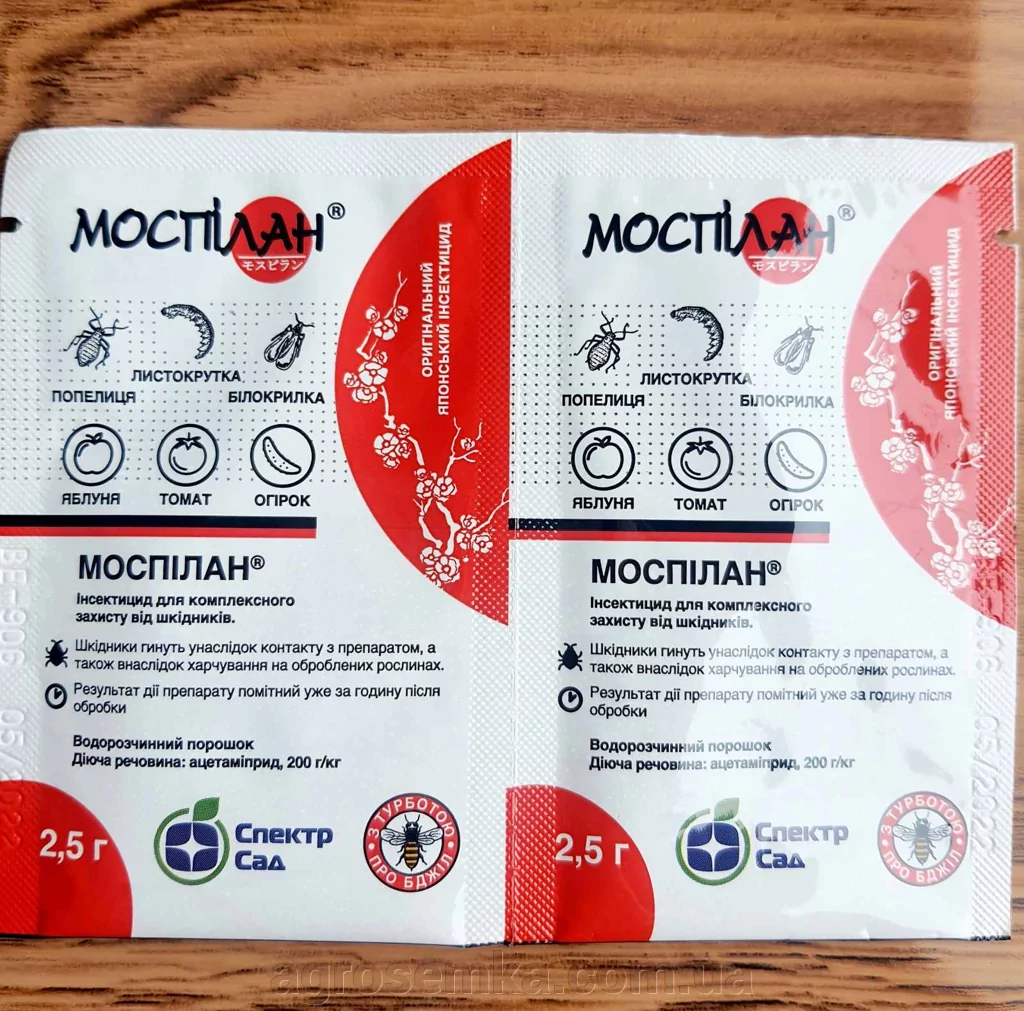 МОСПІЛАН®
モスピラン
ОРИГІНАЛЬНИЙ
ЯПОНСЬКИЙ ІНСЕКТИЦИД
ЛИСТОКРУТКА
ПОПЕЛИЦЯ
БІЛОКРИЛКА
ЯБЛУНЯ
ТОМАТ
ОГІРОК
МОСПІЛАН®
Інсектицид для комплексного
захисту від шкідників.
Шкідники гинуть унаслідок контакту з препаратом, а
також внаслідок харчування на оброблених рослинах.
Результат дії препарату помітний уже за годину після
обробки
Водорозчинний порошок
Діюча речовина: ацетаміприд, 200 г/кг
2,5 г
Спектр
Сад
З ТУРБОТОЮ
ПРО БДЖІЛ
МОСПІЛАН®
モスピラン
ОРИГІНАЛЬНИЙ
ЯПОНСЬКИЙ ІНСЕКТИЦИД
ЛИСТОКРУТКА
ПОПЕЛИЦЯ
БІЛОКРИЛКА
ЯБЛУНЯ
ТОМАТ
ОГІРОК
МОСПІЛАН®
Інсектицид для комплексного
захисту від шкідників.
Шкідники гинуть унаслідок контакту з препаратом, а
також внаслідок харчування на оброблених рослинах.
Результат дії препарату помітний уже за годину після
обробки
Водорозчинний порошок
Діюча речовина: ацетаміприд, 200 г/кг
2,5 г
Спектр
Сад
З ТУРБОТОЮ
ПРО БДЖІЛ
05/2022
agrosemka.com.ua